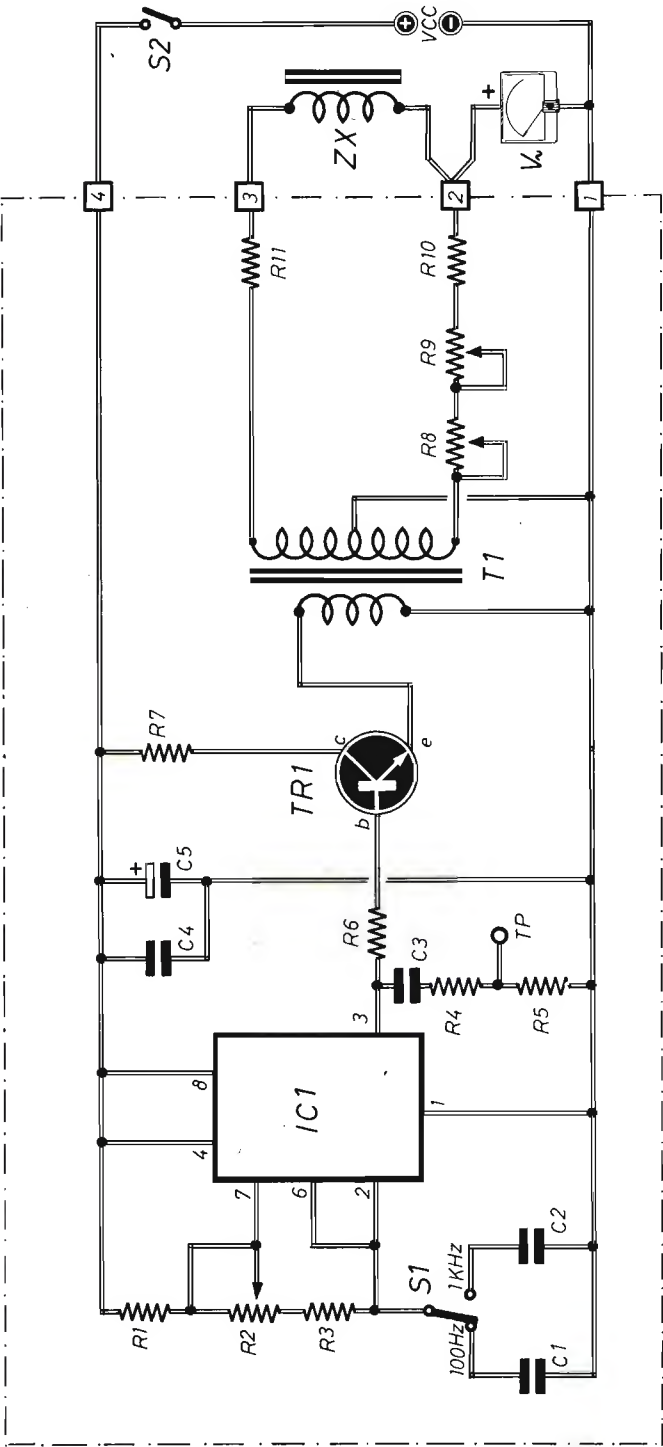 S2
+
VCC
−
4
3
ZX
2
+
V~
1
R11
R10
R9
R8
T1
R7
TR1
c
b
e
+
C5
C4
R6
C3
R4
TP
R5
3
8
4
IC1
1
7
6
2
R1
R2
R3
S1
100Hz
1KHz
C1
C2